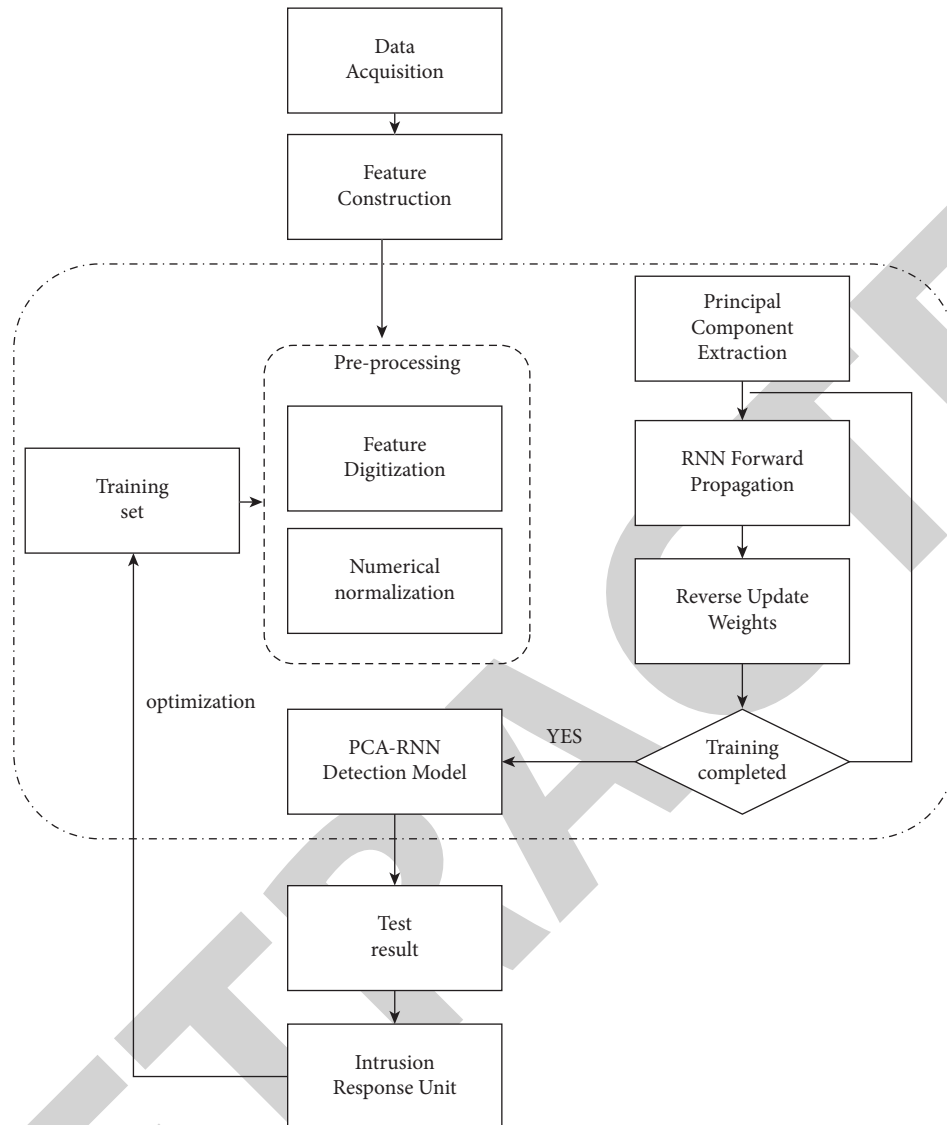 Data
Acquisition
Feature
Construction
Principal
Component
Extraction
Pre-processing
Feature
Digitization
RNN Forward
Propagation
Training
set
Numerical
normalization
Reverse Update
Weights
optimization
PCA-RNN
Detection Model
YES
Training
completed
Test
result
Intrusion
Response Unit